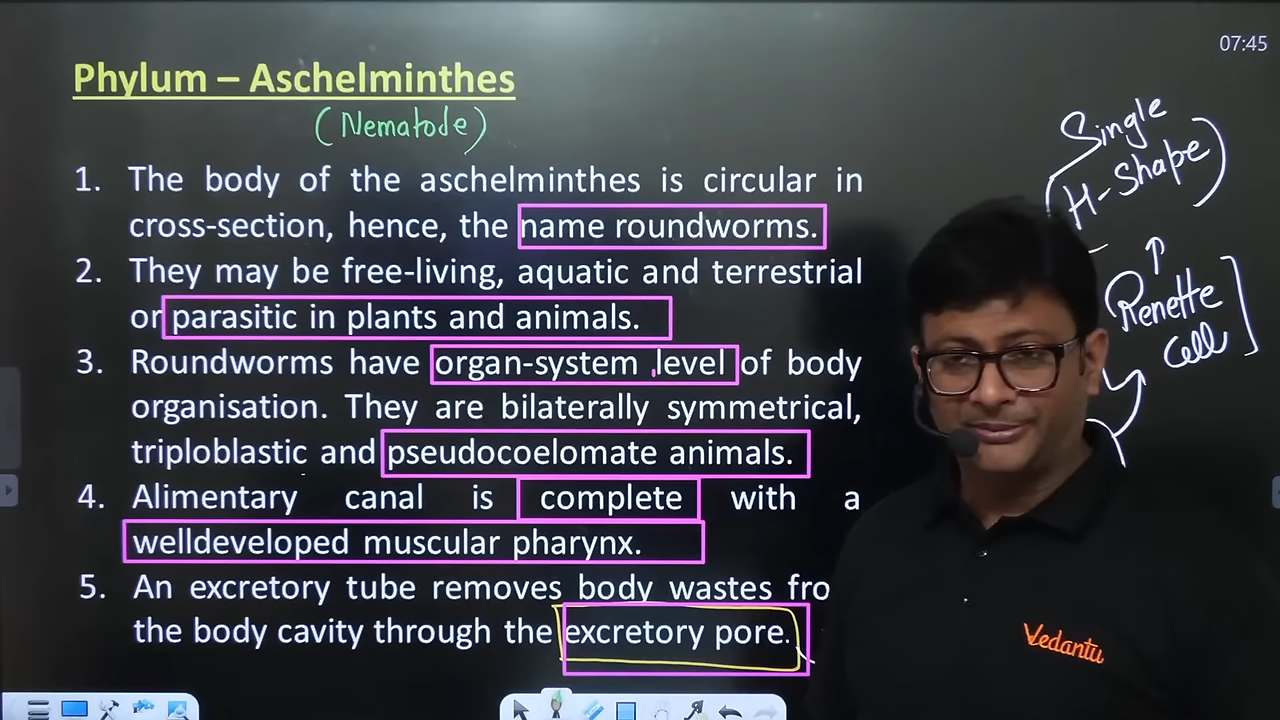 07:45
Phylum – Aschelminthes
(Nematode)
1. The body of the aschelminthes is circular in
cross-section, hence, the name roundworms.
2. They may be free-living, aquatic and terrestrial
or parasitic in plants and animals.
3. Roundworms have organ-system level of body
organisation. They are bilaterally symmetrical,
triploblastic and pseudocoelomate animals.
4. Alimentary canal is complete with a
welldeveloped muscular pharynx.
5. An excretory tube removes body wastes fro
the body cavity through the excretory pore.
Single
(H-Shape)
Renette
Cell]
Vedantu